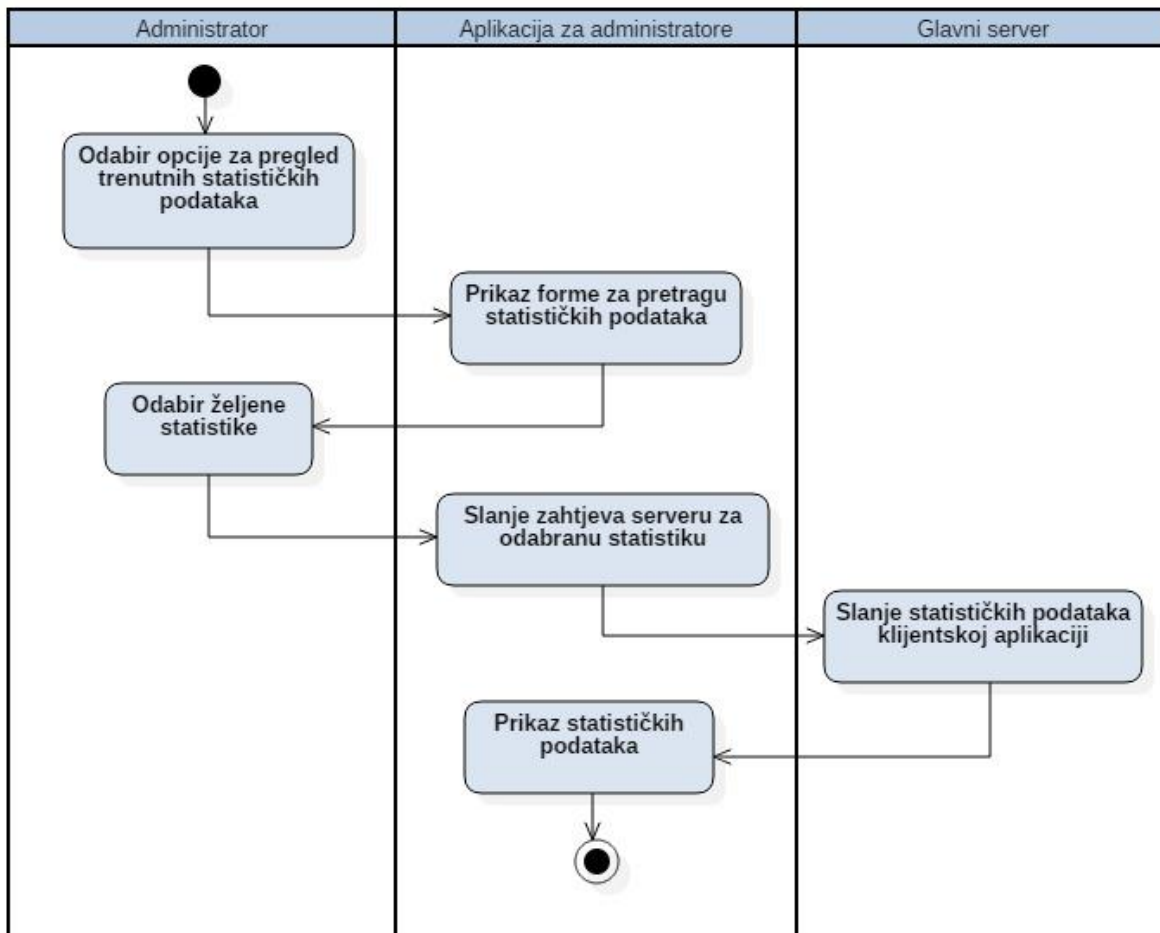 Administrator
Aplikacija za administratore
Glavni server
Odabir opcije za pregled
trenutnih statističkih
podataka
Prikaz forme za pretragu
statističkih podataka
Odabir željene
statistike
Slanje zahtjeva serveru za
odabranu statistiku
Slanje statističkih podataka
klijentskoj aplikaciji
Prikaz statističkih
podataka